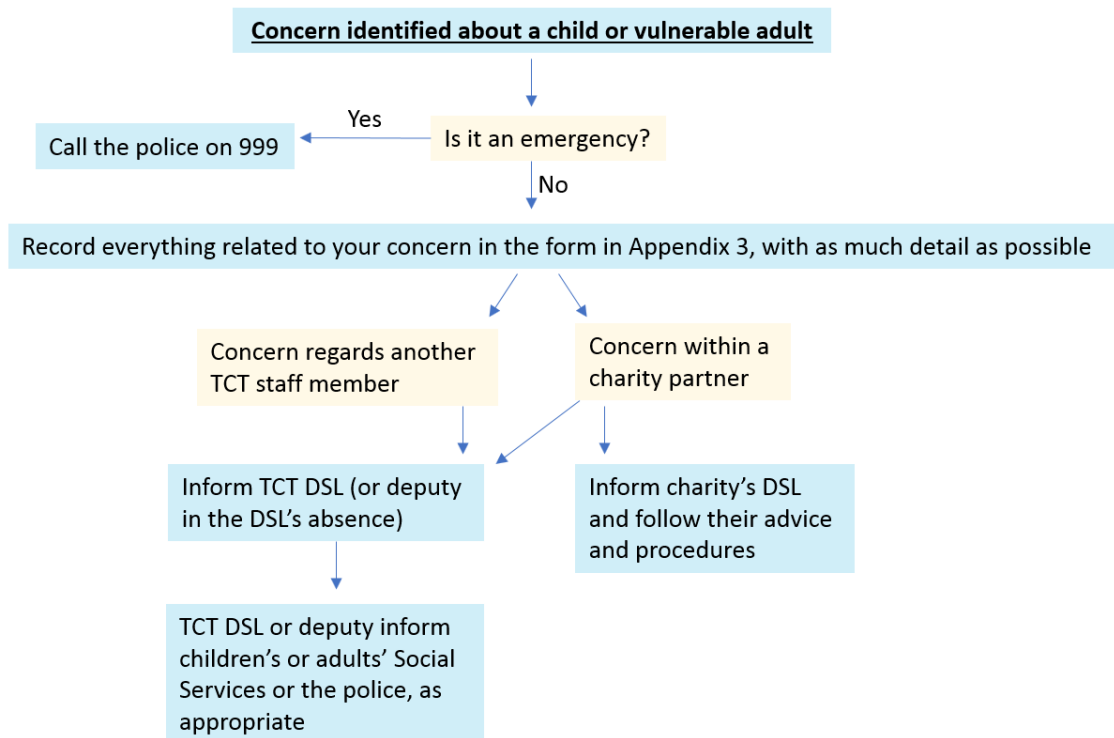 Concern identified about a child or vulnerable adult
Yes
Is it an emergency?
Call the police on 999
No
Record everything related to your concern in the form in Appendix 3, with as much detail as possible
Concern regards another
TCT staff member
Concern within a
charity partner
Inform TCT DSL (or deputy
in the DSL’s absence)
Inform charity’s DSL
and follow their advice
and procedures
TCT DSL or deputy inform
children’s or adults’ Social
Services or the police, as
appropriate